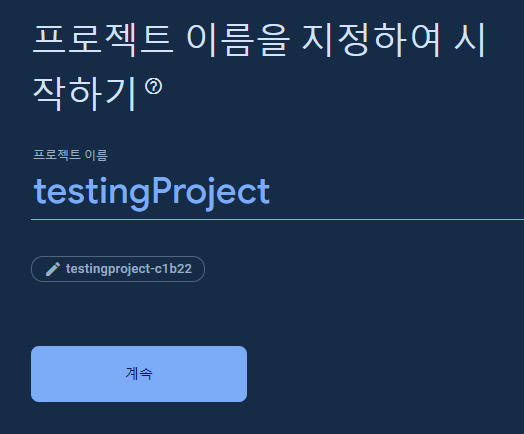 프로젝트 이름을 지정하여 시
작하기
프로젝트 이름
testingProject
testingproject-c1b22
계속